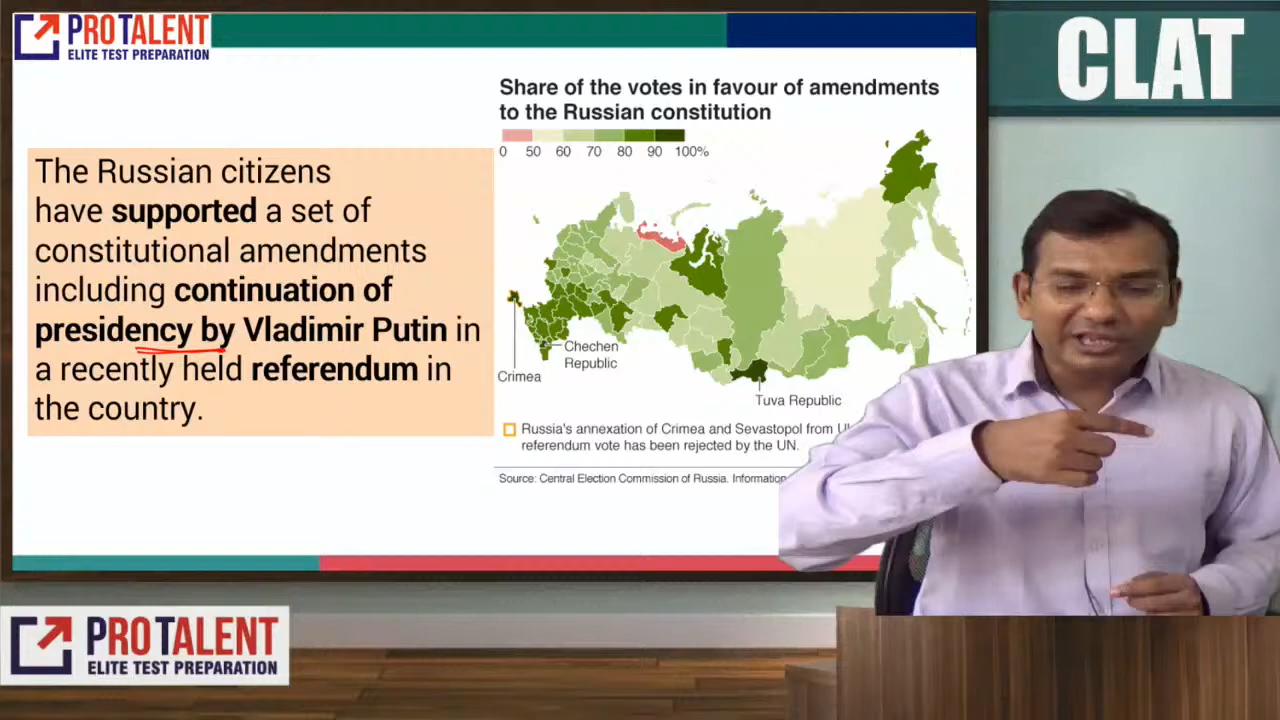 PROTALENT
ELITE TEST PREPARATION
CLAT
The Russian citizens
have supported a set of
constitutional amendments
including continuation of
presidency by Vladimir Putin in
a recently held referendum in
the country.
Share of the votes in favour of amendments
to the Russian constitution
0 50 60 70 80 90 100%
Chechen
Republic
Crimea
Tuva Republic
Russia's annexation of Crimea and Sevastopol from
referendum vote has been rejected by the UN.
Source: Central Election Commission of Russia. Information
PROTALENT
ELITE TEST PREPARATION